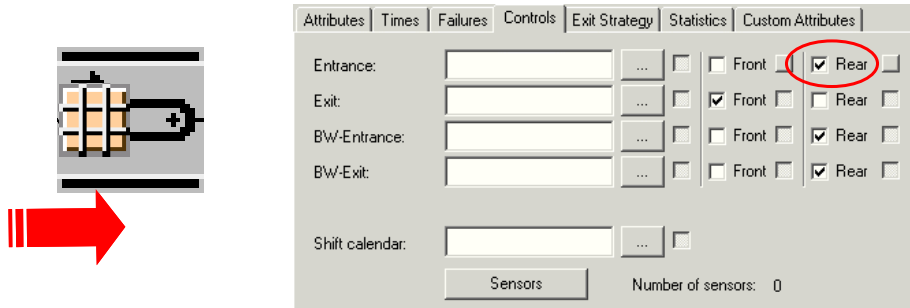 Attributes Times Failures Controls Exit Strategy Statistics Custom Attributes
Entrance: ... Front Rear
Exit: ... Front Rear
BW-Entrance: ... Front Rear
BW-Exit: ... Front Rear
Shift calendar: ...
Sensors Number of sensors: 0